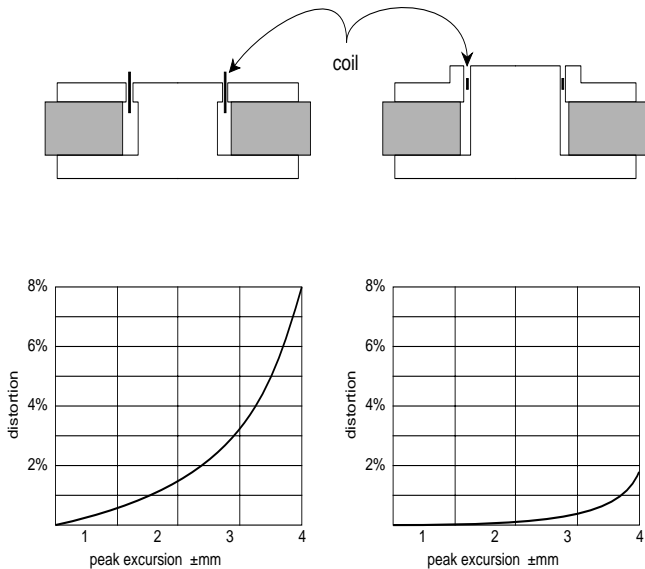 coil
8%
6%
4%
2%
distortion
1 2 3 4
peak excursion ±mm
8%
6%
4%
2%
distortion
1 2 3 4
peak excursion ±mm